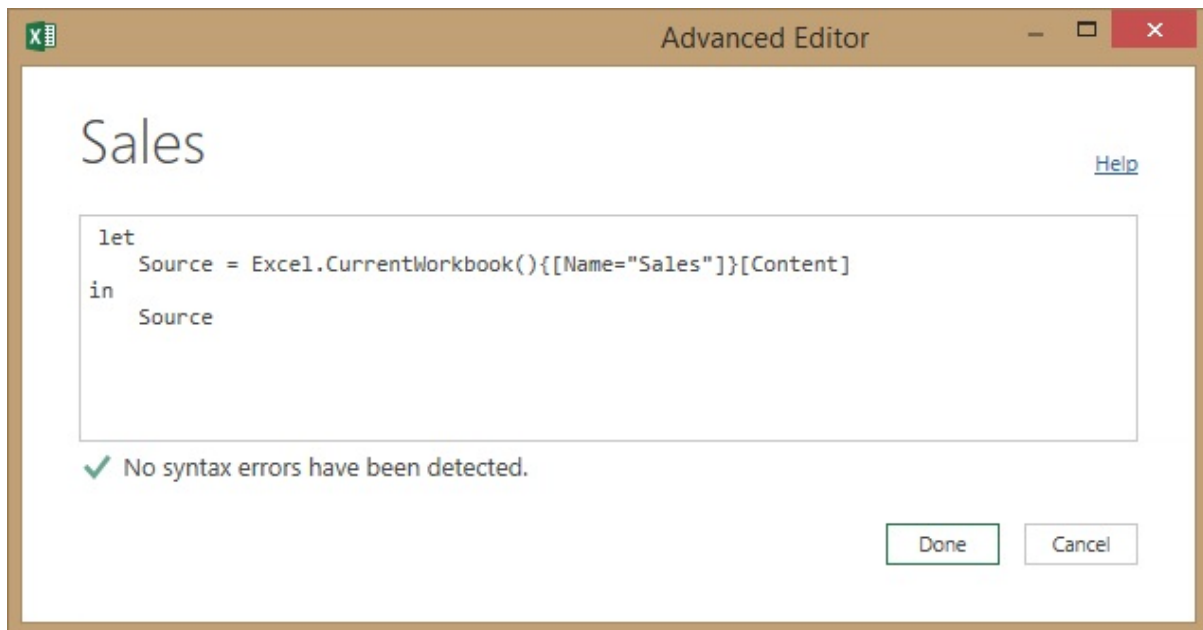 Advanced Editor
Sales
Help
let
    Source = Excel.CurrentWorkbook(){[Name="Sales"]}[Content]
in
    Source
No syntax errors have been detected.
Done Cancel